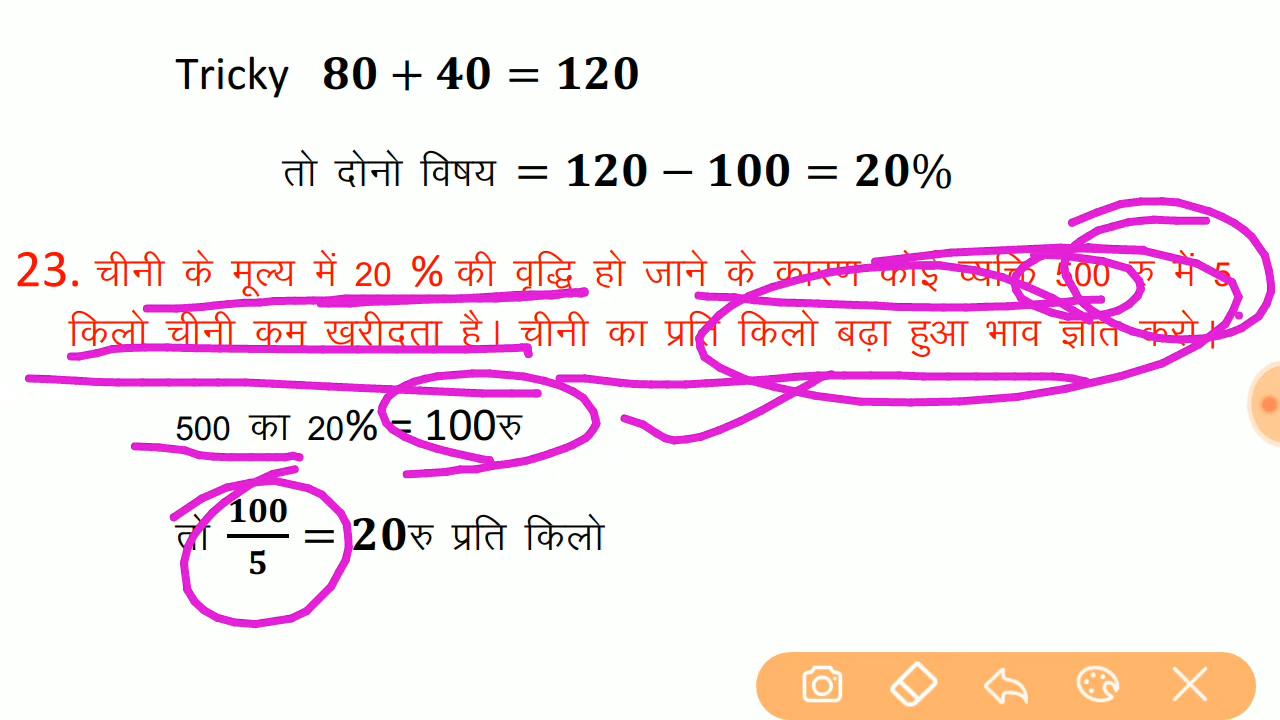 Tricky 80 + 40 = 120
तो दोनो विषय = 120 − 100 = 20%
23. चीनी के मूल्य में 20 % की वृद्धि हो जाने के कारण कोई व्यक्ति 500 रु में 5
किलो चीनी कम खरीदता है। चीनी का प्रति किलो बढ़ा हुआ भाव ज्ञात करो।
500 का 20% = 100रु
तो 100/5 = 20रु प्रति किलो